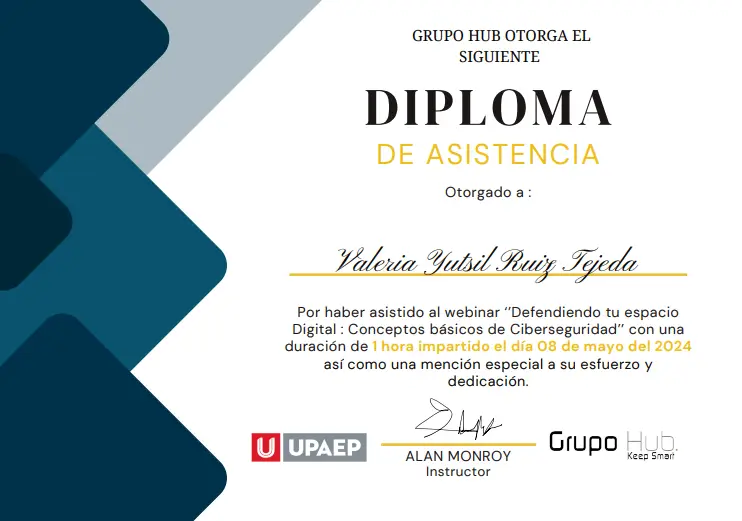 GRUPO HUB OTORGA EL
SIGUIENTE
DIPLOMA
DE ASISTENCIA
Otorgado a :
Valeria Yutsil Ruiz Tejeda
Por haber asistido al webinar ‘’Defendiendo tu espacio
Digital : Conceptos básicos de Ciberseguridad’’ con una
duración de 1 hora impartido el día 08 de mayo del 2024
así como una mención especial a su esfuerzo y
dedicación.
U UPAEP
ALAN MONROY
Instructor
Grupo Hub.
Keep Smart